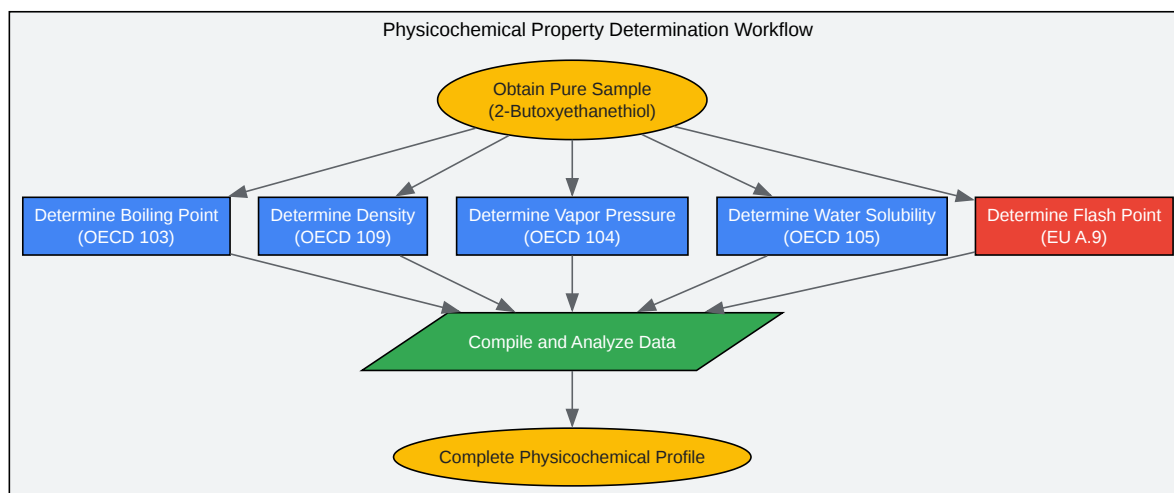 Physicochemical Property Determination Workflow
Obtain Pure Sample
(2-Butoxyethanethiol)
Determine Boiling Point
(OECD 103)
Determine Density
(OECD 109)
Determine Vapor Pressure
(OECD 104)
Determine Water Solubility
(OECD 105)
Determine Flash Point
(EU A.9)
Compile and Analyze Data
Complete Physicochemical Profile